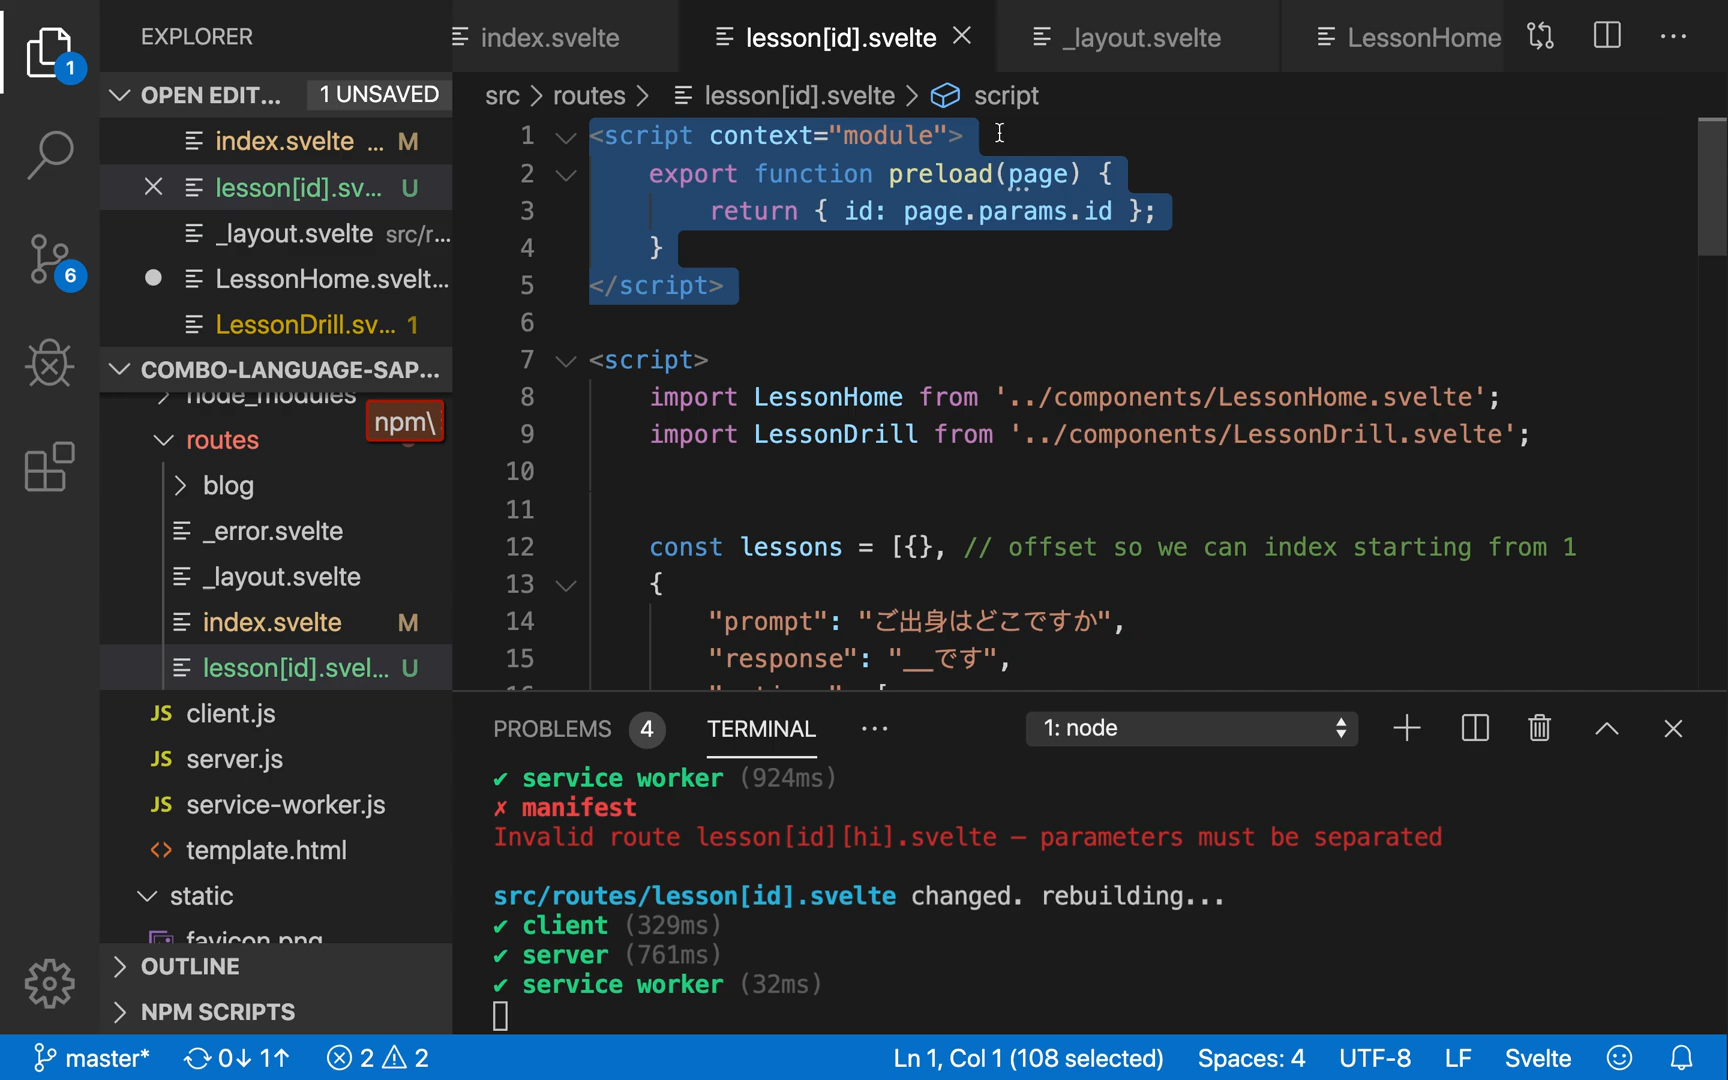 EXPLORER
index.svelte
lesson[id].svelte
_layout.svelte
LessonHome
OPEN EDIT...
1 UNSAVED
src > routes > lesson[id].svelte > script
index.svelte ... M
lesson[id].sv... U
_layout.svelte src/r...
LessonHome.svelt...
LessonDrill.sv... 1
COMBO-LANGUAGE-SAP...
node_modules
npm\
routes
blog
_error.svelte
_layout.svelte
index.svelte M
lesson[id].svel... U
JS client.js
JS server.js
JS service-worker.js
<> template.html
static
favicon.png
OUTLINE
NPM SCRIPTS
1
6
1 <script context="module">
2 export function preload(page) {
3 return { id: page.params.id };
4 }
5 </script>
6
7 <script>
8 import LessonHome from '../components/LessonHome.svelte';
9 import LessonDrill from '../components/LessonDrill.svelte';
10
11
12 const lessons = [{}, // offset so we can index starting from 1
13 {
14 "prompt": "ご出身はどこですか",
15 "response": "__です",
PROBLEMS 4
TERMINAL
...
1: node
✔ service worker (924ms)
✗ manifest
Invalid route lesson[id][hi].svelte — parameters must be separated
src/routes/lesson[id].svelte changed. rebuilding...
✔ client (329ms)
✔ server (761ms)
✔ service worker (32ms)
master*
0↓ 1↑
2
2
Ln 1, Col 1 (108 selected)
Spaces: 4
UTF-8
LF
Svelte